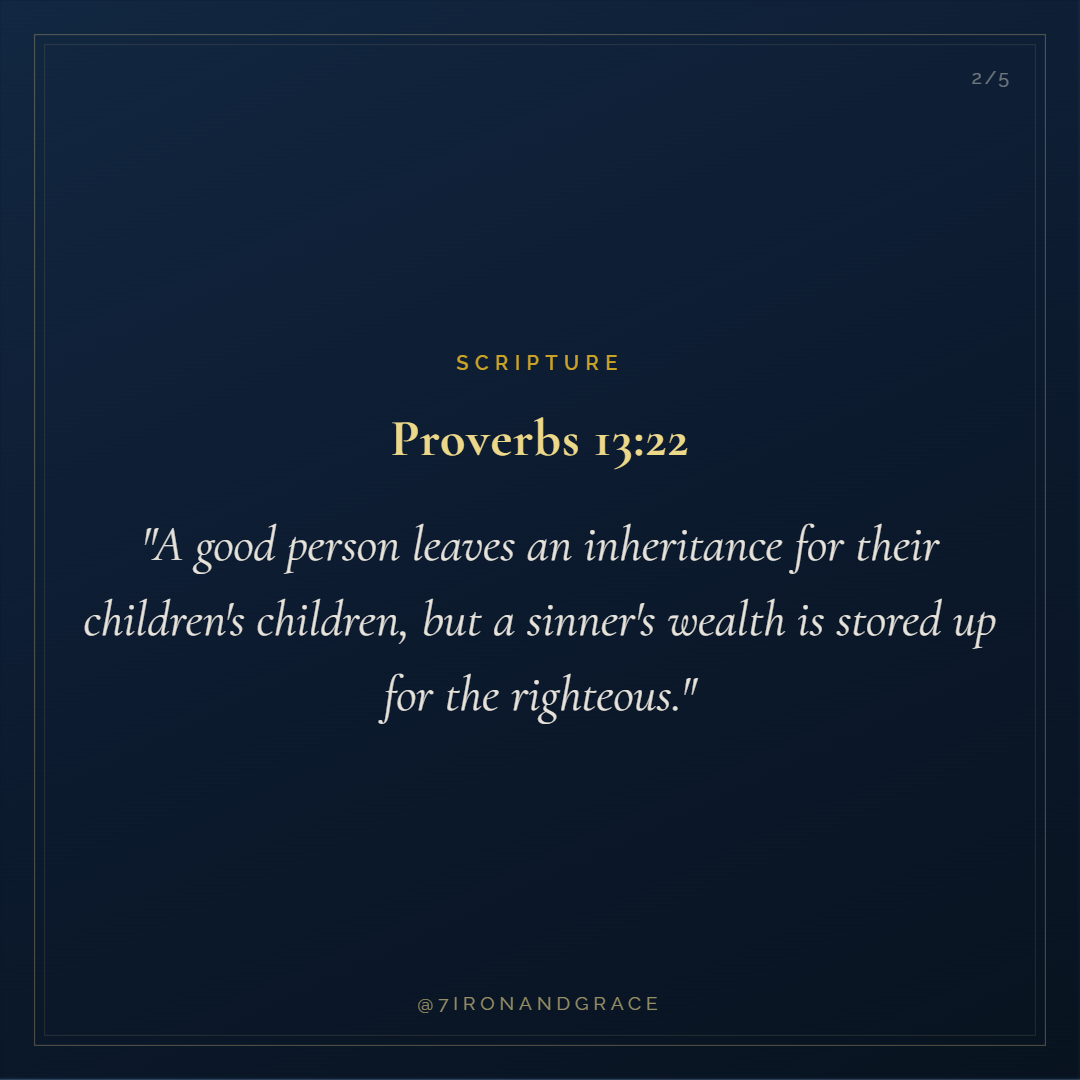 2/5
SCRIPTURE
Proverbs 13:22
"A good person leaves an inheritance for their
children's children, but a sinner's wealth is stored up
for the righteous."
@7IRONANDGRACE